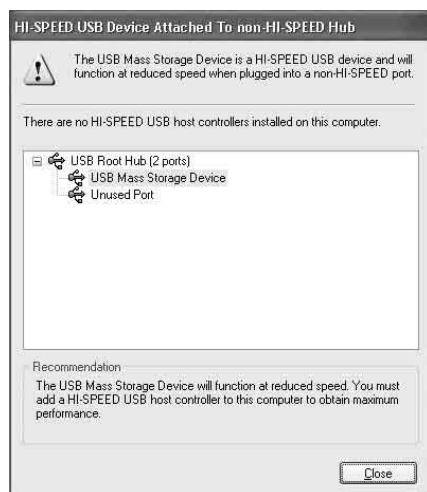 HI-SPEED USB Device Attached To non-HI-SPEED Hub
The USB Mass Storage Device is a HI-SPEED USB device and will
function at reduced speed when plugged into a non-HI-SPEED port.
There are no HI-SPEED USB host controllers installed on this computer.
USB Root Hub (2 ports)
USB Mass Storage Device
Unused Port
Recommendation
The USB Mass Storage Device will function at reduced speed. You must
add a HI-SPEED USB host controller to this computer to obtain maximum
performance.
Close